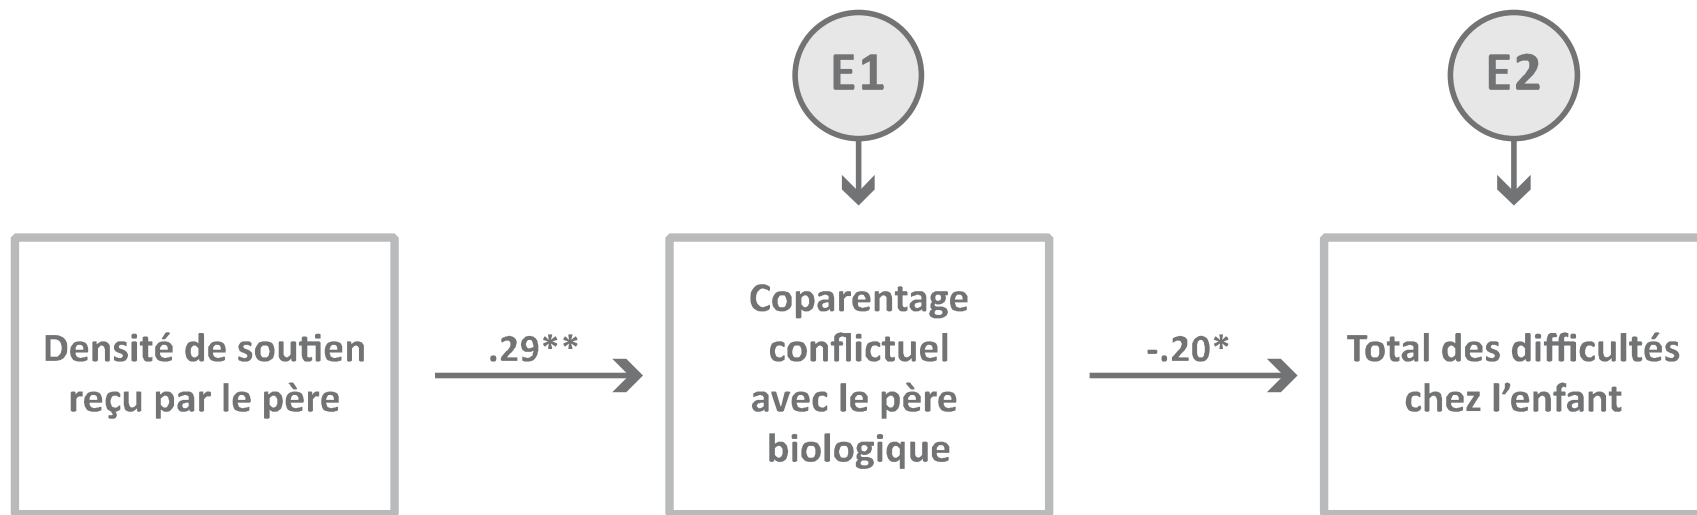 E1
E2
Densité de soutien
reçu par le père
.29**
Coparentage
conflictuel
avec le père
biologique
-.20*
Total des difficultés
chez l’enfant